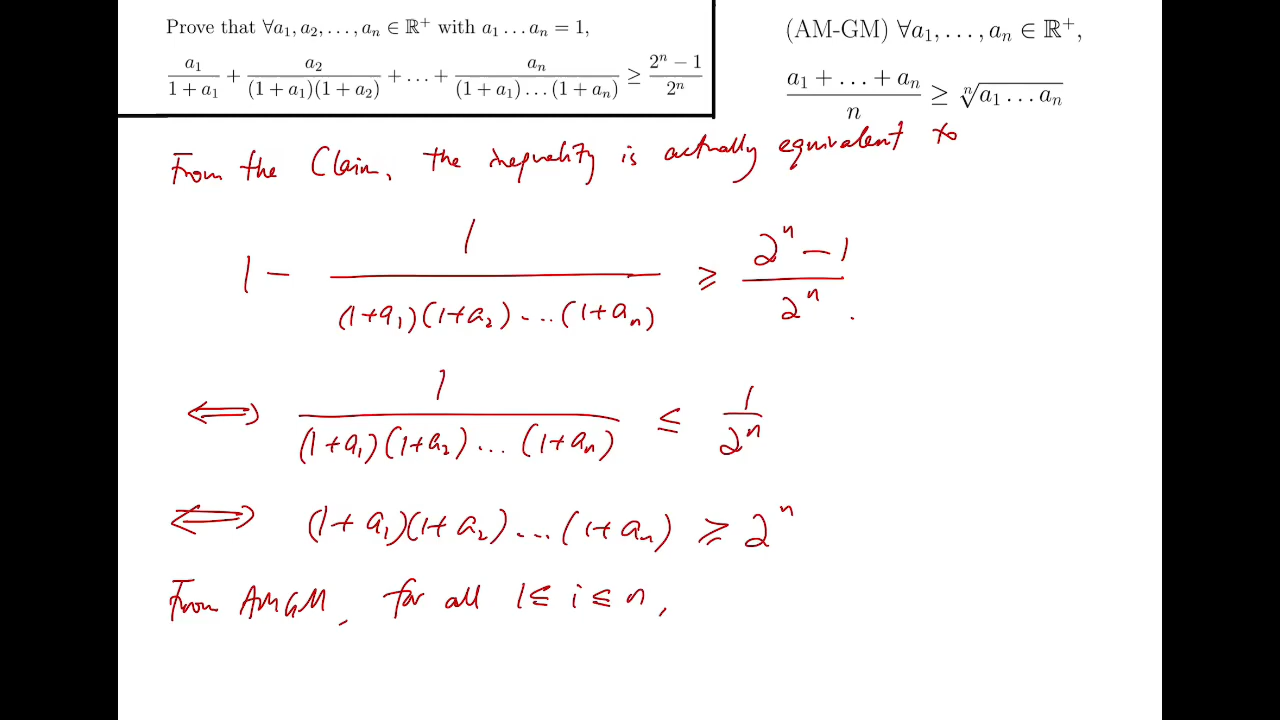 Prove that ∀a₁, a₂, …, aₙ ∈ ℝ⁺ with a₁ … aₙ = 1,
a₁/(1 + a₁) + a₂/((1 + a₁)(1 + a₂)) + … + aₙ/((1 + a₁) … (1 + aₙ)) ≥ (2ⁿ − 1)/2ⁿ
(AM-GM) ∀a₁, …, aₙ ∈ ℝ⁺,
(a₁ + … + aₙ)/n ≥ ⁿ√(a₁ … aₙ)
From the Claim, the inequality is actually equivalent to
1 − 1/((1+a₁)(1+a₂)…(1+aₙ)) ≥ (2ⁿ − 1)/2ⁿ.
⟺ 1/((1+a₁)(1+a₂)…(1+aₙ)) ≤ 1/2ⁿ
⟺ (1+a₁)(1+a₂)…(1+aₙ) ≥ 2ⁿ
From AMGM, for all 1 ≤ i ≤ n,